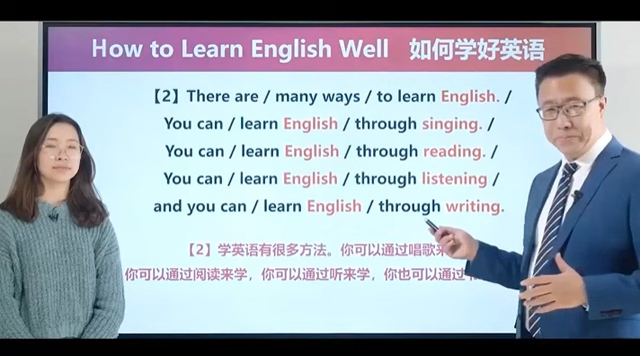 How to Learn English Well 如何学好英语
【2】There are / many ways / to learn English. /
You can / learn English / through singing. /
You can / learn English / through reading. /
You can / learn English / through listening /
and you can / learn English / through writing.
【2】学英语有很多方法。你可以通过唱歌来
你可以通过阅读来学，你可以通过听来学，你也可以通过